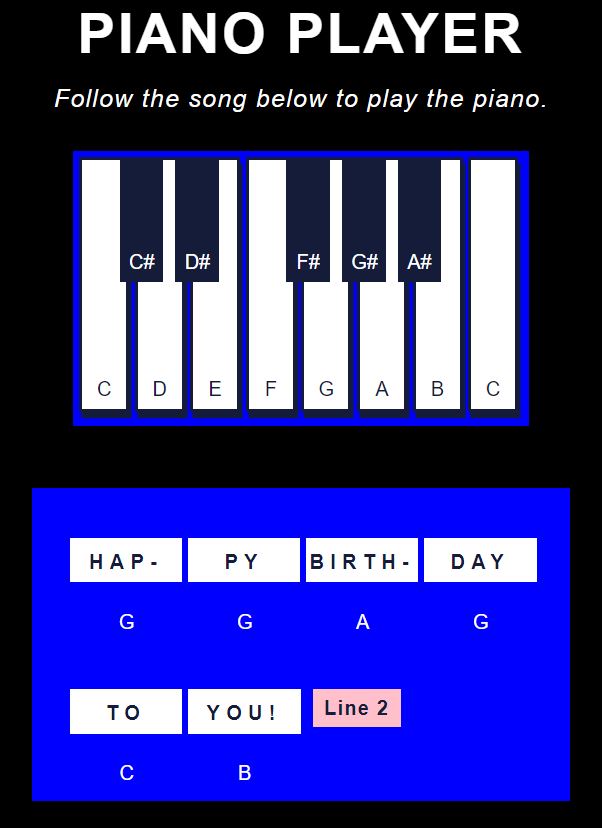 PIANO PLAYER
Follow the song below to play the piano.
C# D# F# G# A#
C D E F G A B C
HAP- PY BIRTH- DAY
G G A G
TO YOU! Line 2
C B